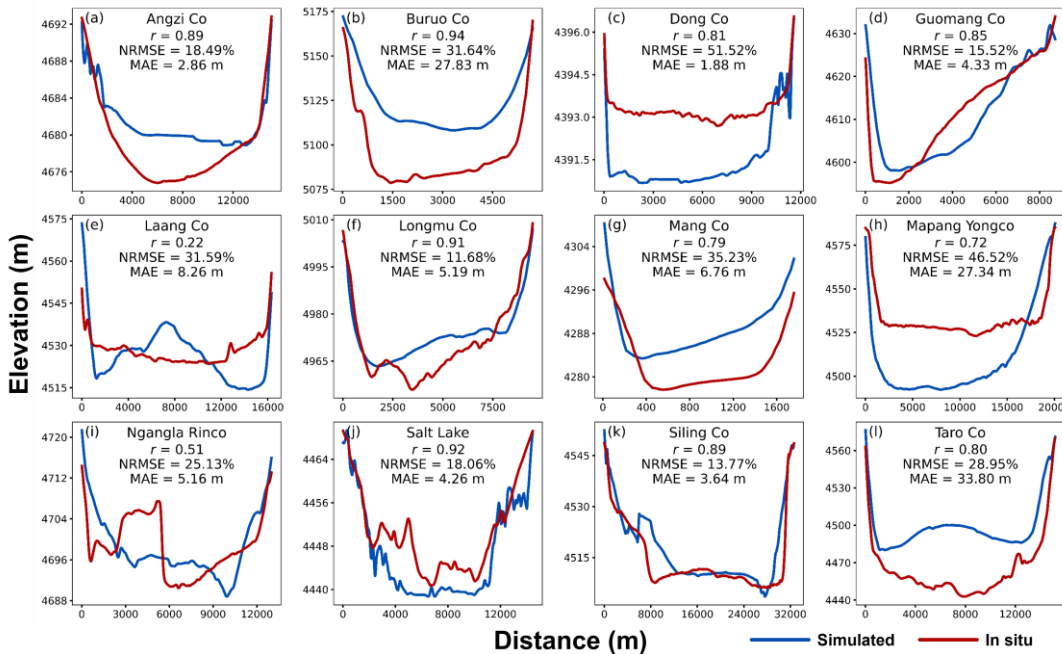 Elevation (m)
(a) Angzi Co
r = 0.89
NRMSE = 18.49%
MAE = 2.86 m
4692
4688
4684
4680
4676
0 4000 8000 12000
(b) Buruo Co
r = 0.94
NRMSE = 31.64%
MAE = 27.83 m
5175
5150
5125
5100
5075
0 1500 3000 4500
(c) Dong Co
r = 0.81
NRMSE = 51.52%
MAE = 1.88 m
4396.0
4394.5
4393.0
4391.5
0 3000 6000 9000 12000
(d) Guomang Co
r = 0.85
NRMSE = 15.52%
MAE = 4.33 m
4630
4620
4610
4600
0 2000 4000 6000 8000
(e) Laang Co
r = 0.22
NRMSE = 31.59%
MAE = 8.26 m
4575
4560
4545
4530
4515
0 4000 8000 12000 16000
(f) Longmu Co
r = 0.91
NRMSE = 11.68%
MAE = 5.19 m
5010
4995
4980
4965
0 2500 5000 7500
(g) Mang Co
r = 0.79
NRMSE = 35.23%
MAE = 6.76 m
4304
4296
4288
4280
0 400 800 1200 1600
(h) Mapang Yongco
r = 0.72
NRMSE = 46.52%
MAE = 27.34 m
4575
4550
4525
4500
0 5000 10000 15000 2000
(i) Ngangla Rinco
r = 0.51
NRMSE = 25.13%
MAE = 5.16 m
4720
4712
4704
4696
4688
0 4000 8000 12000
(j) Salt Lake
r = 0.92
NRMSE = 18.06%
MAE = 4.26 m
4464
4456
4448
4440
0 4000 8000 12000
(k) Siling Co
r = 0.89
NRMSE = 13.77%
MAE = 3.64 m
4545
4530
4515
0 8000 16000 24000 32000
(l) Taro Co
r = 0.80
NRMSE = 28.95%
MAE = 33.80 m
4560
4530
4500
4470
4440
0 4000 8000 12000
Distance (m)
Simulated In situ